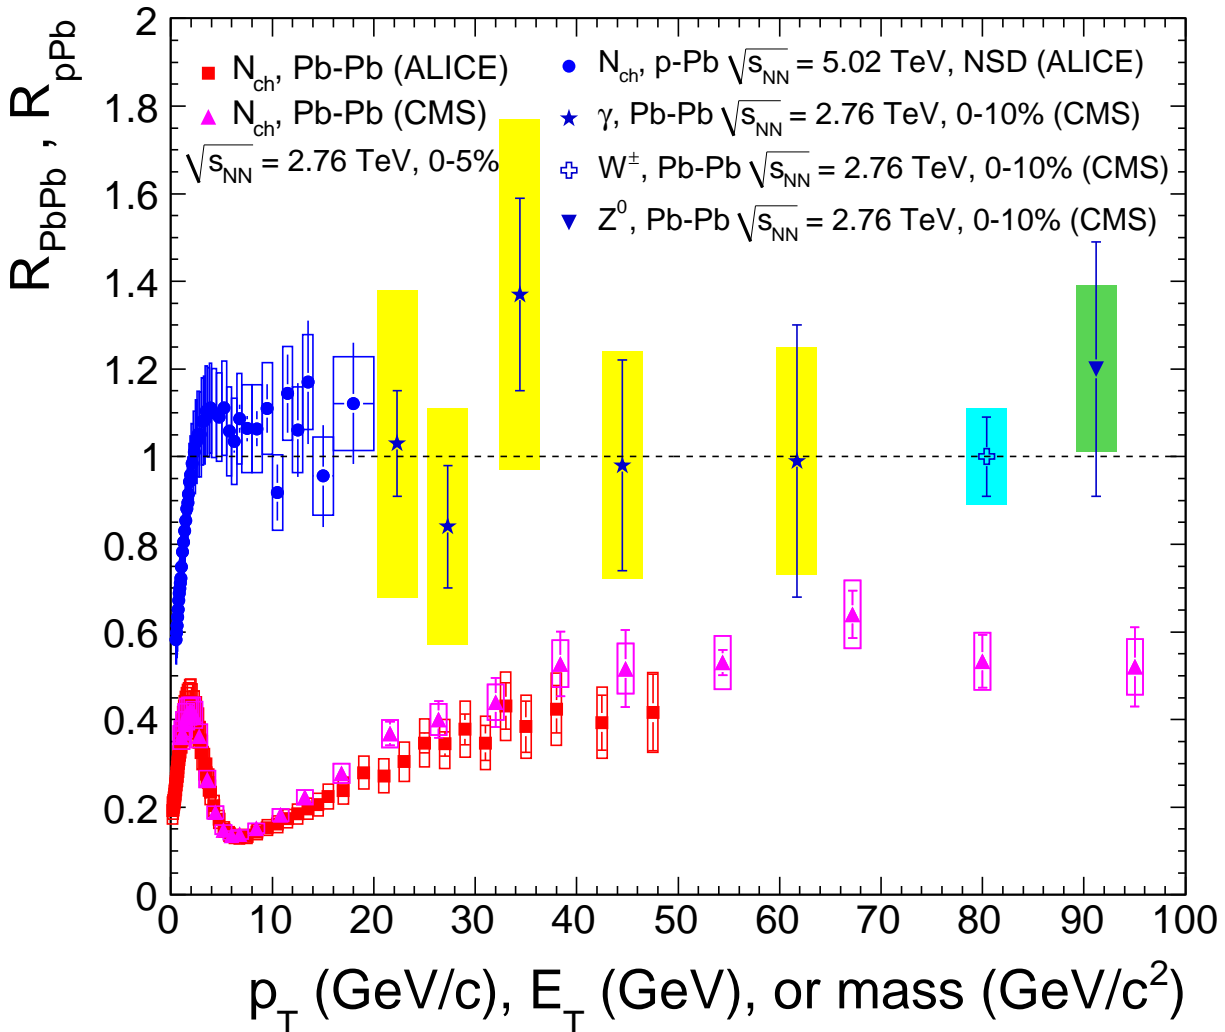 R_PbPb , R_pPb
2
1.8
1.6
1.4
1.2
1
0.8
0.6
0.4
0.2
0
N_ch, Pb-Pb (ALICE)
N_ch, Pb-Pb (CMS)
√s_NN = 2.76 TeV, 0-5%
N_ch, p-Pb √s_NN = 5.02 TeV, NSD (ALICE)
γ, Pb-Pb √s_NN = 2.76 TeV, 0-10% (CMS)
W^±, Pb-Pb √s_NN = 2.76 TeV, 0-10% (CMS)
Z^0, Pb-Pb √s_NN = 2.76 TeV, 0-10% (CMS)
0 10 20 30 40 50 60 70 80 90 100
p_T (GeV/c), E_T (GeV), or mass (GeV/c^2)